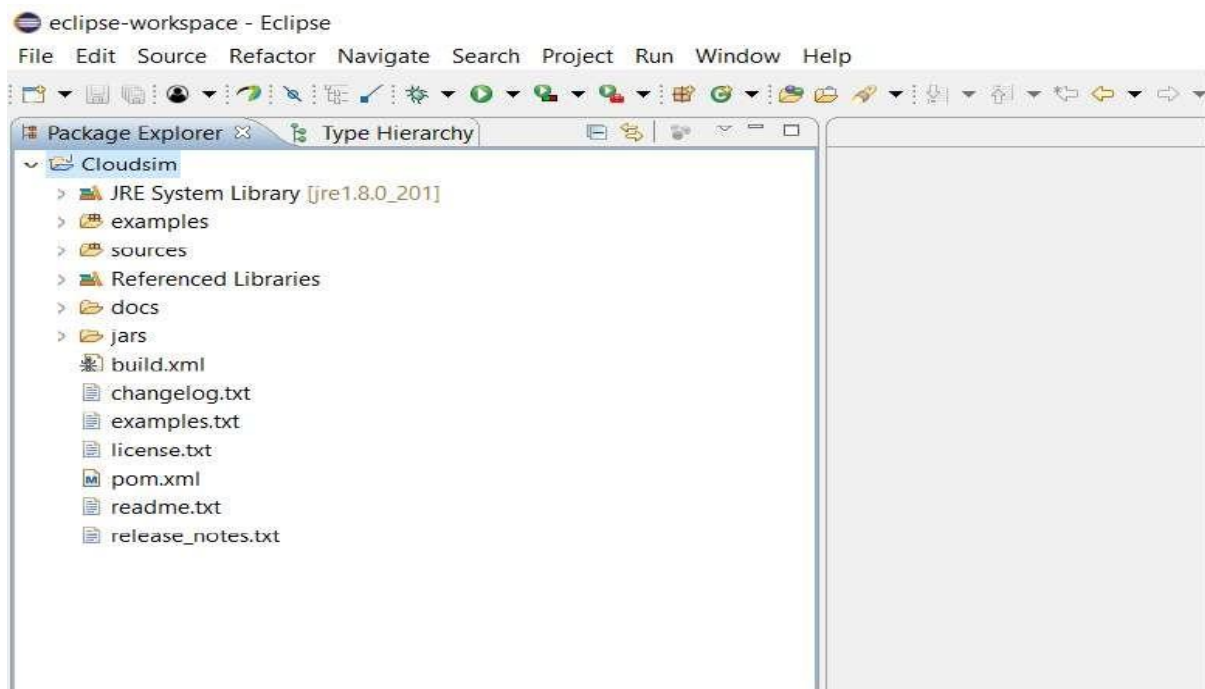 eclipse-workspace - Eclipse
File Edit Source Refactor Navigate Search Project Run Window Help
Package Explorer Type Hierarchy
Cloudsim
JRE System Library [jre1.8.0_201]
examples
sources
Referenced Libraries
docs
jars
build.xml
changelog.txt
examples.txt
license.txt
pom.xml
readme.txt
release_notes.txt